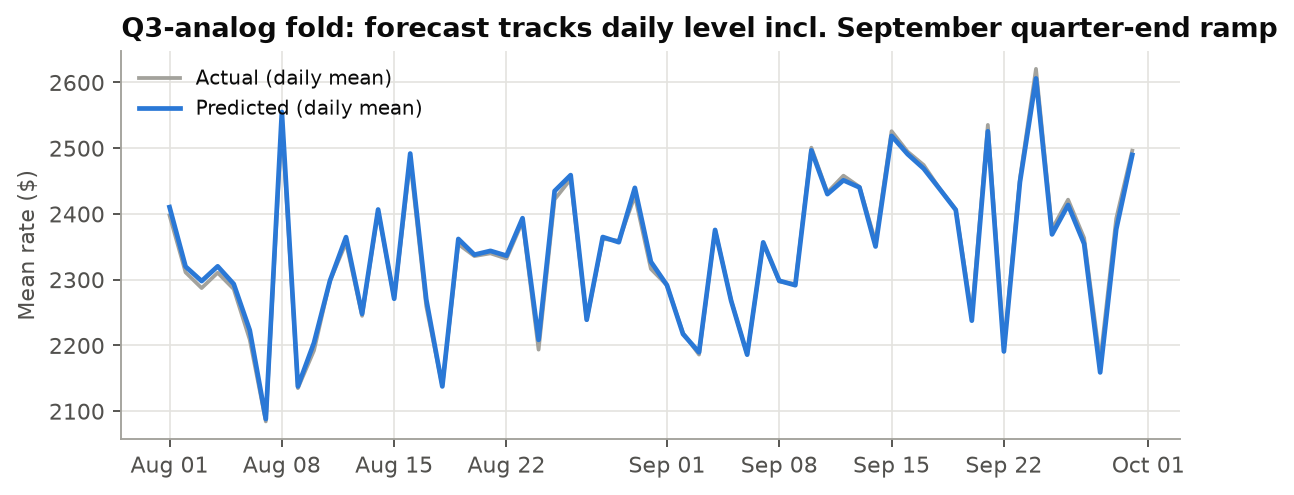 Q3-analog fold: forecast tracks daily level incl. September quarter-end ramp
Actual (daily mean)
Predicted (daily mean)
Mean rate ($)
2600
2500
2400
2300
2200
2100
Aug 01 Aug 08 Aug 15 Aug 22 Sep 01 Sep 08 Sep 15 Sep 22 Oct 01